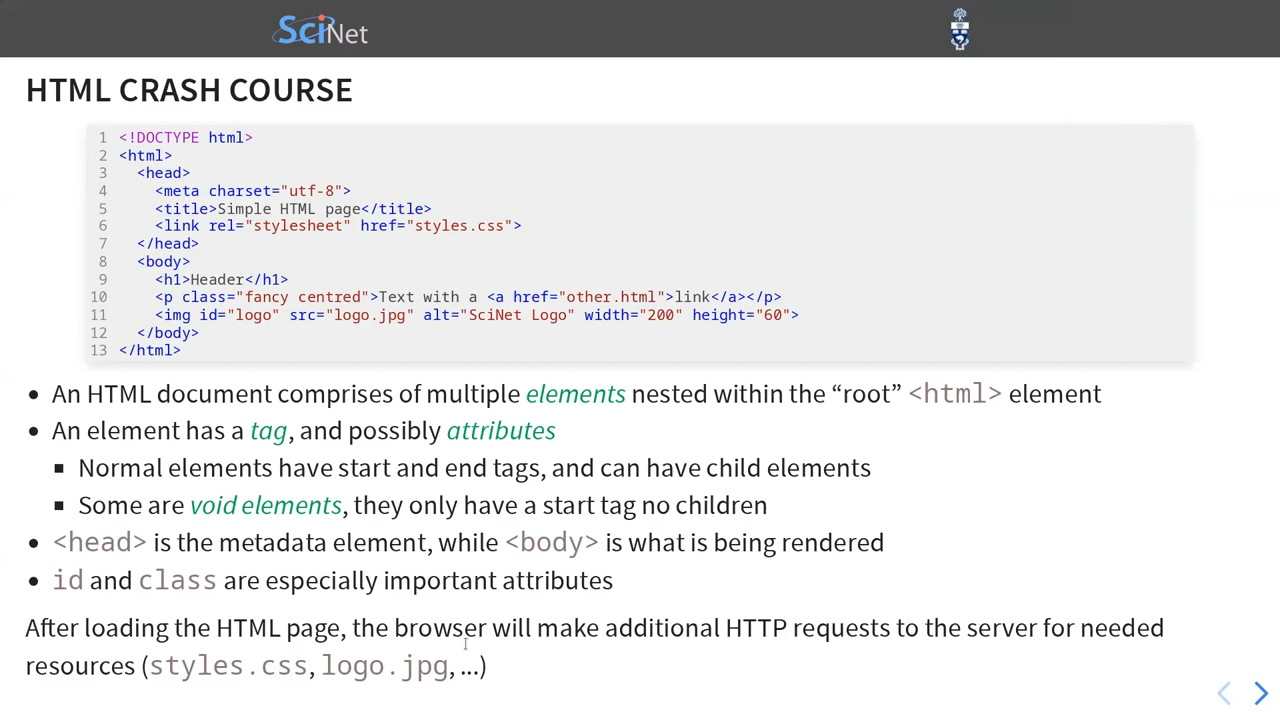 SciNet
HTML CRASH COURSE
1 <!DOCTYPE html>
2 <html>
3   <head>
4     <meta charset="utf-8">
5     <title>Simple HTML page</title>
6     <link rel="stylesheet" href="styles.css">
7   </head>
8   <body>
9     <h1>Header</h1>
10     <p class="fancy centred">Text with a <a href="other.html">link</a></p>
11     <img id="logo" src="logo.jpg" alt="SciNet Logo" width="200" height="60">
12   </body>
13 </html>
• An HTML document comprises of multiple elements nested within the “root” <html> element
• An element has a tag, and possibly attributes
▪ Normal elements have start and end tags, and can have child elements
▪ Some are void elements, they only have a start tag no children
• <head> is the metadata element, while <body> is what is being rendered
• id and class are especially important attributes
After loading the HTML page, the browser will make additional HTTP requests to the server for needed
resources (styles.css, logo.jpg, ...)